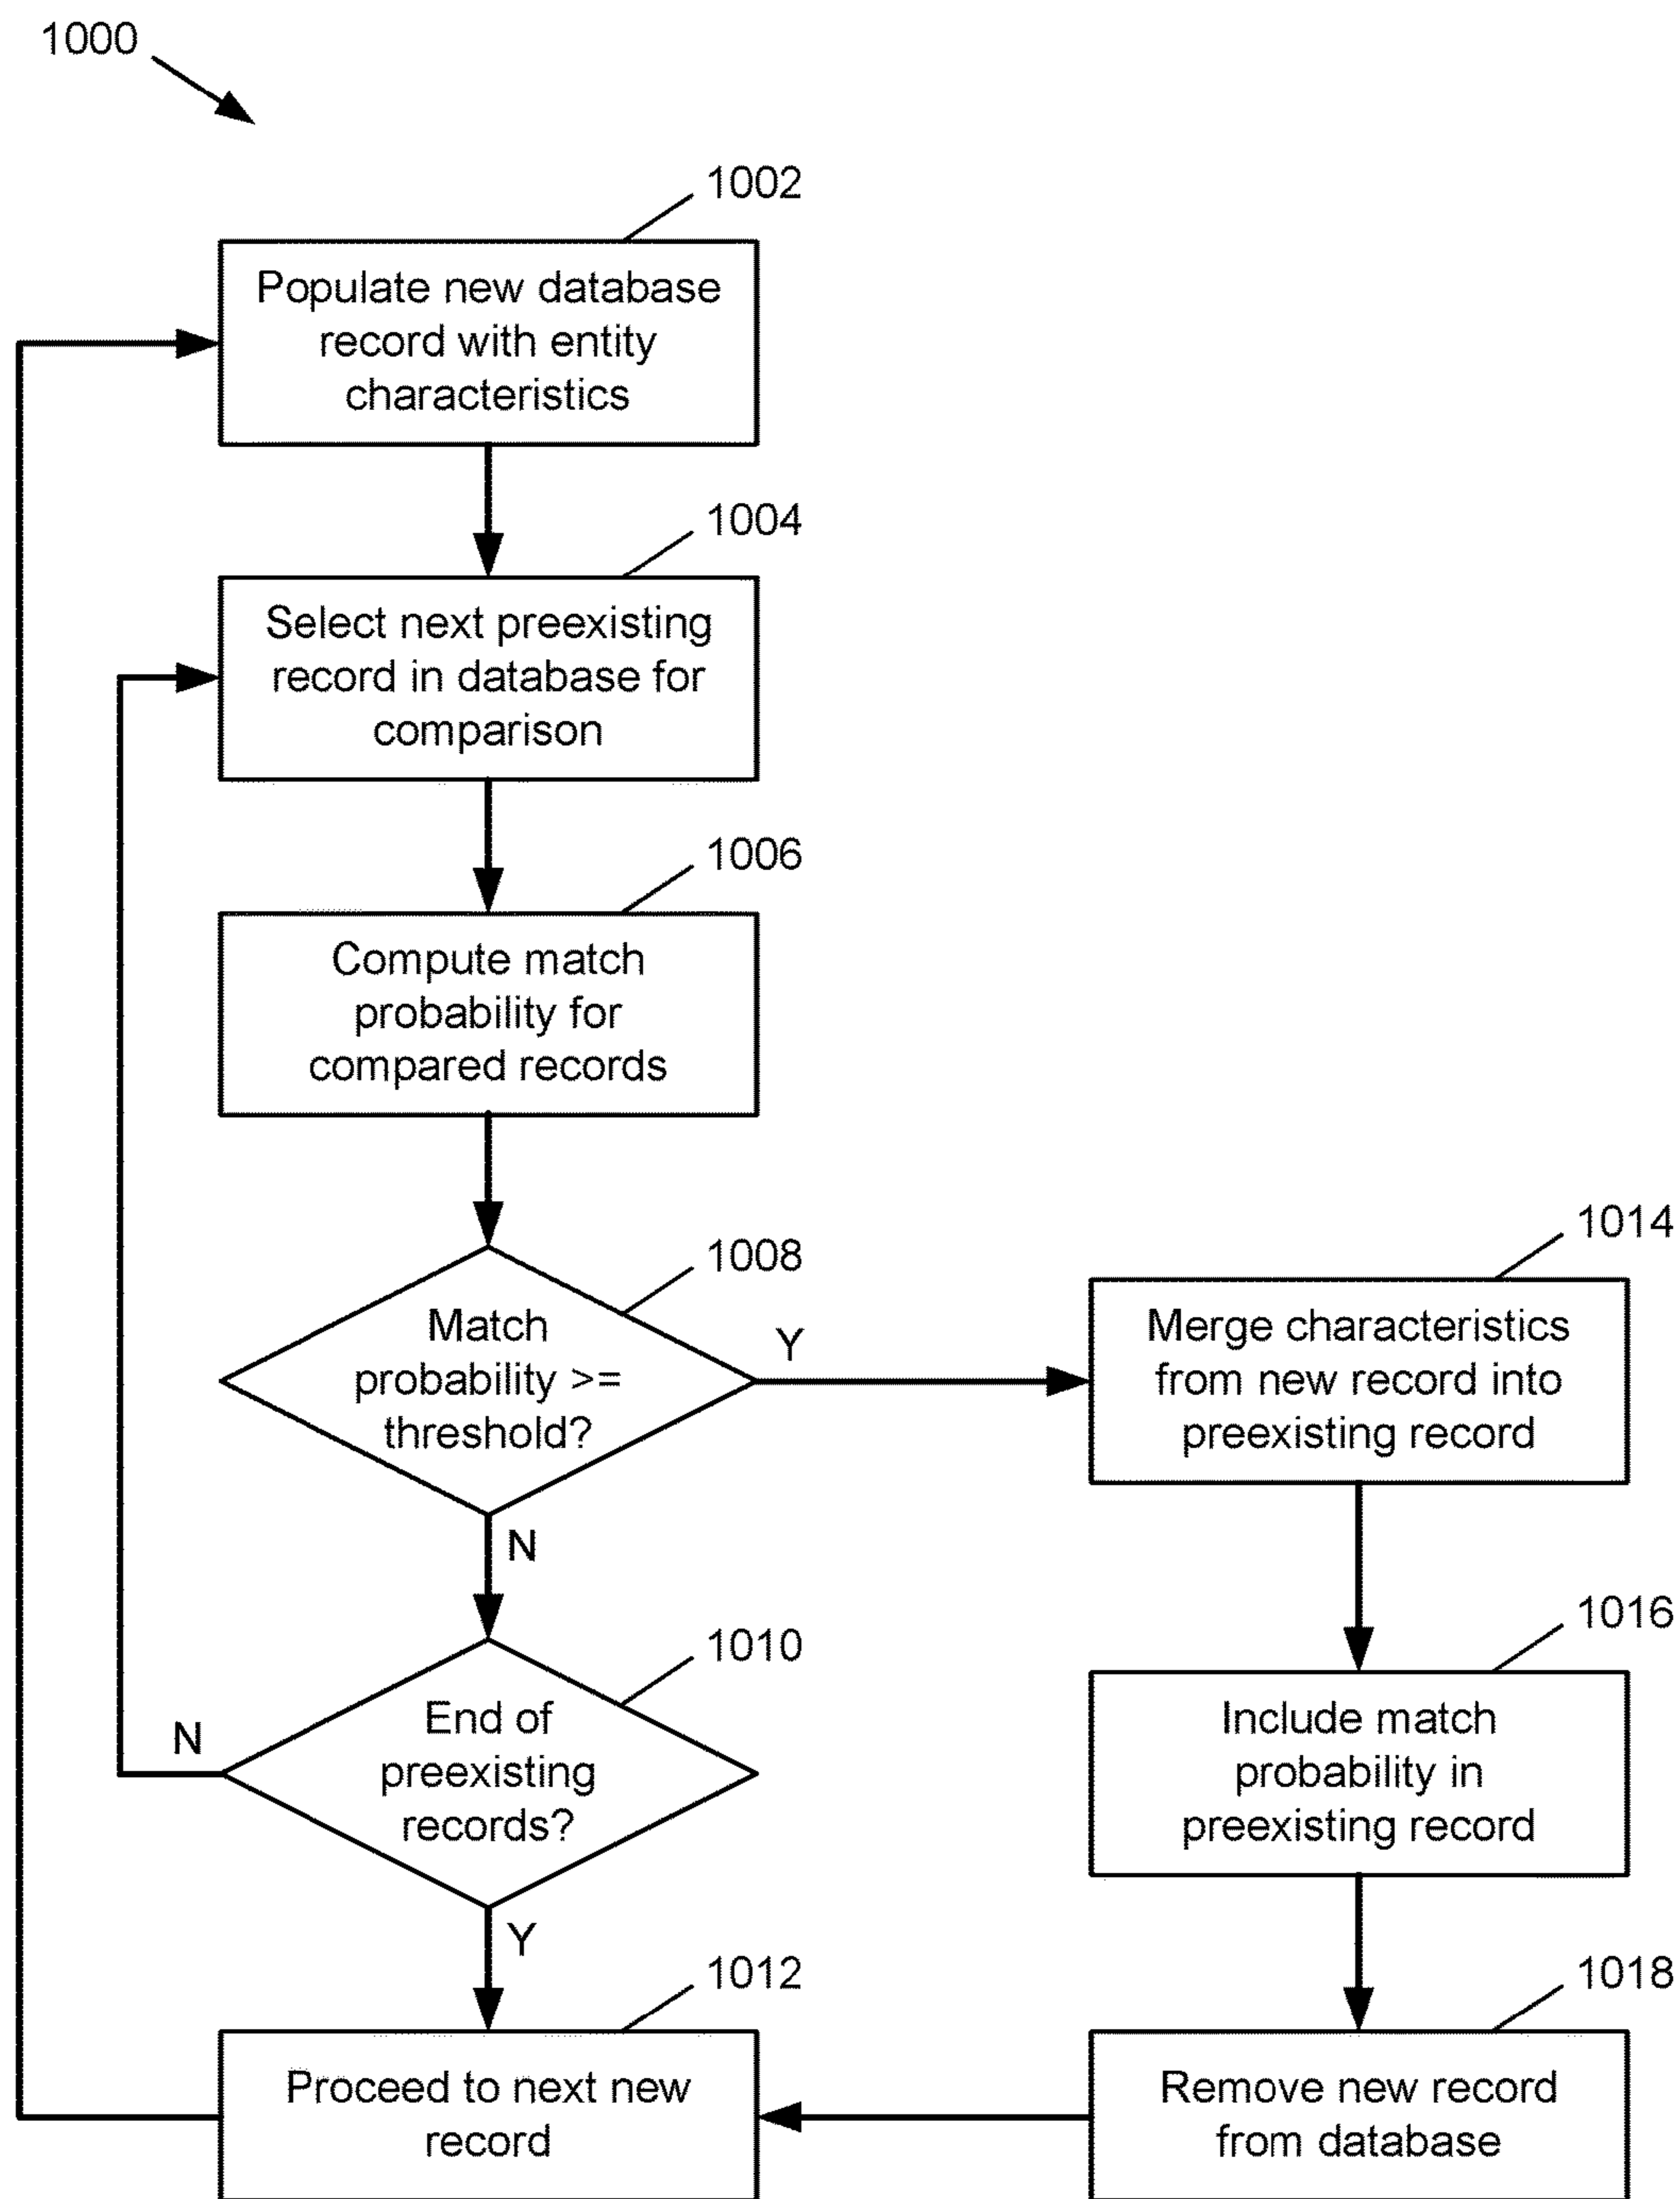 1000
1002
Populate new database
record with entity
characteristics
1004
Select next preexisting
record in database for
comparison
1006
Compute match
probability for
compared records
1008
Match
probability >=
threshold?
Y
N
1014
Merge characteristics
from new record into
preexisting record
1010
End of
preexisting
records?
N
Y
1016
Include match
probability in
preexisting record
1012
Proceed to next new
record
1018
Remove new record
from database